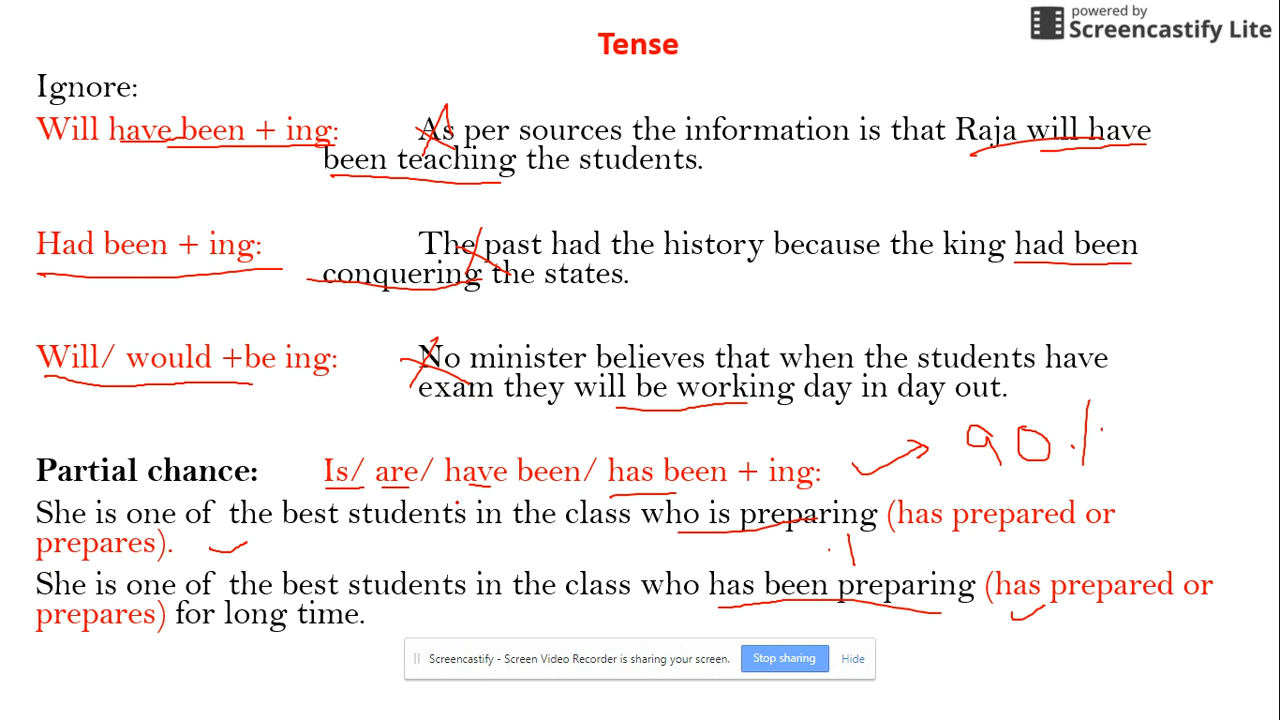 powered by
Screencastify Lite
Tense
Ignore:
Will have been + ing: As per sources the information is that Raja will have
been teaching the students.
Had been + ing: The past had the history because the king had been
conquering the states.
Will/ would +be ing: No minister believes that when the students have
exam they will be working day in day out.
90 %
Partial chance: Is/ are/ have been/ has been + ing:
She is one of the best students in the class who is preparing (has prepared or
prepares).
She is one of the best students in the class who has been preparing (has prepared or
prepares) for long time.
Screencastify - Screen Video Recorder is sharing your screen. Stop sharing Hide